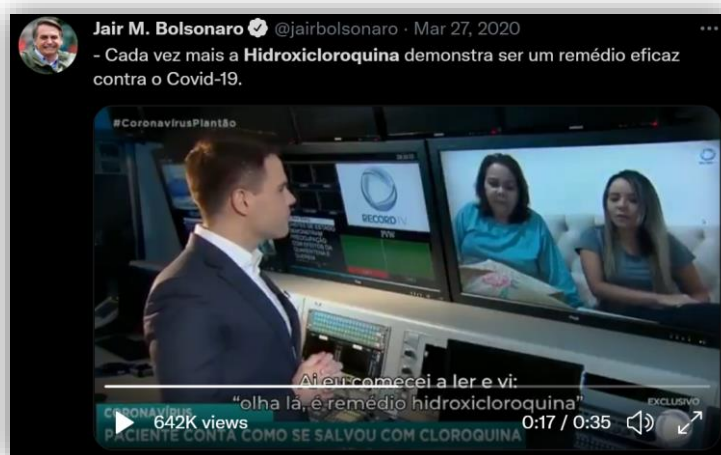 Jair M. Bolsonaro @jairbolsonaro · Mar 27, 2020
- Cada vez mais a Hidroxicloroquina demonstra ser um remédio eficaz
contra o Covid-19.
#CoronavírusPlantão
RECORD TV
Aí eu comecei a ler e vi:
"olha lá, é remédio hidroxicloroquina"
EXCLUSIVO
CORONAVÍRUS
642K views
0:17 / 0:35
PACIENTE CONTA COMO SE SALVOU COM CLOROQUINA